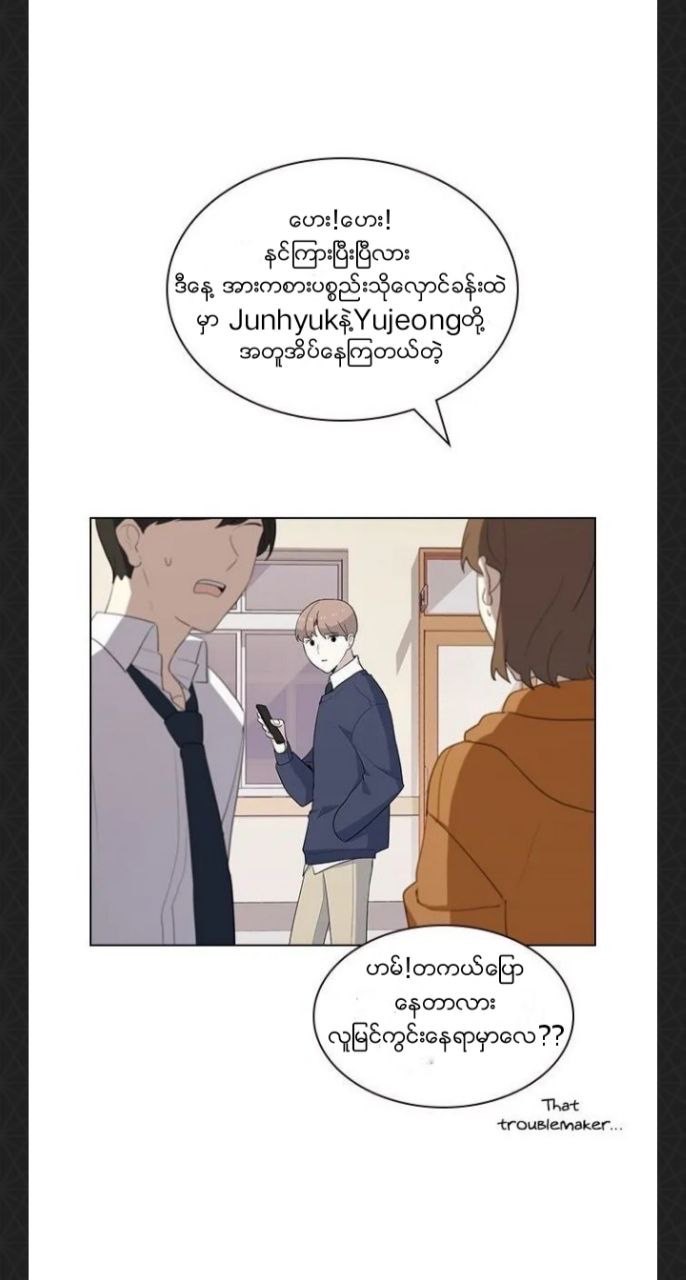 ဟေး!ဟေး!
နင်ကြားပြီးပြီလား
ဒီနေ့ အားကစားပစ္စည်းသိုလှောင်ခန်းထဲ
မှာ Junhyukနဲ့Yujeongတို့
အတူအိပ်နေကြတယ်တဲ့
ဟမ်!တကယ်ပြော
နေတာလား
လူမြင်ကွင်းနေရာမှာလေ??
That
troublemaker...